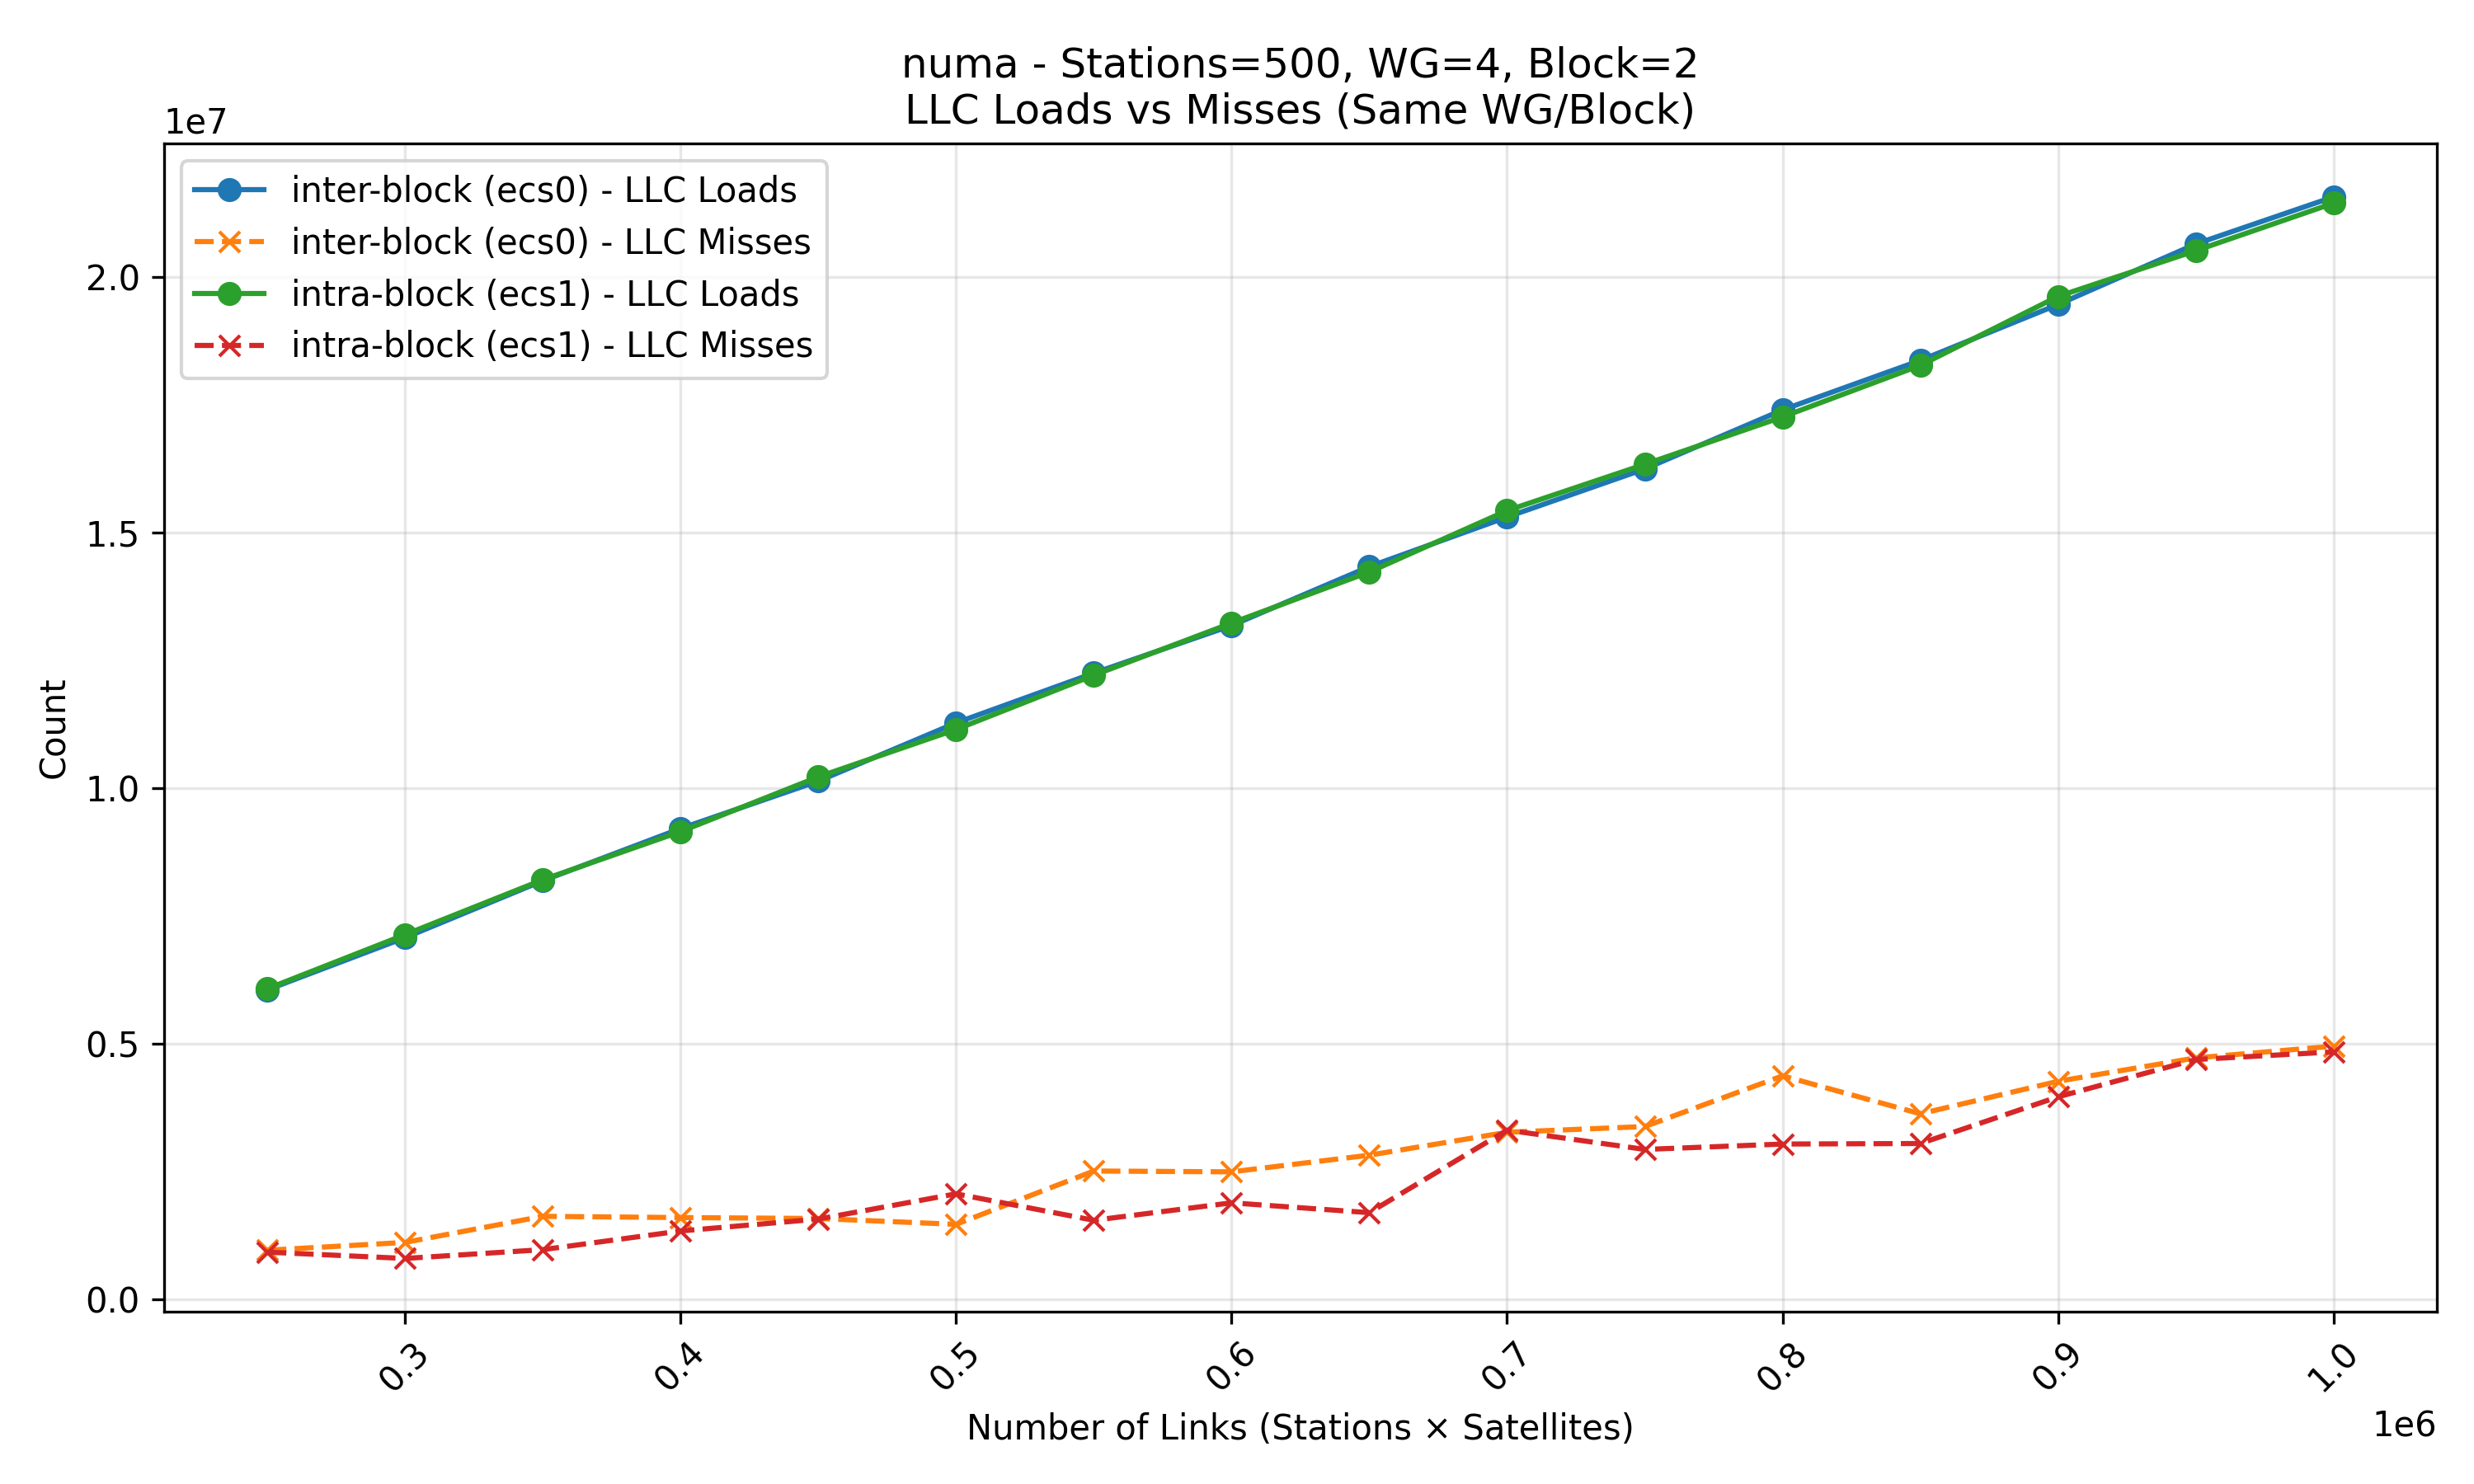 numa - Stations=500, WG=4, Block=2
LLC Loads vs Misses (Same WG/Block)
1e7
inter-block (ecs0) - LLC Loads
inter-block (ecs0) - LLC Misses
intra-block (ecs1) - LLC Loads
intra-block (ecs1) - LLC Misses
2.0
1.5
1.0
0.5
0.0
Count
0.3
0.4
0.5
0.6
0.7
0.8
0.9
1.0
Number of Links (Stations × Satellites)
1e6